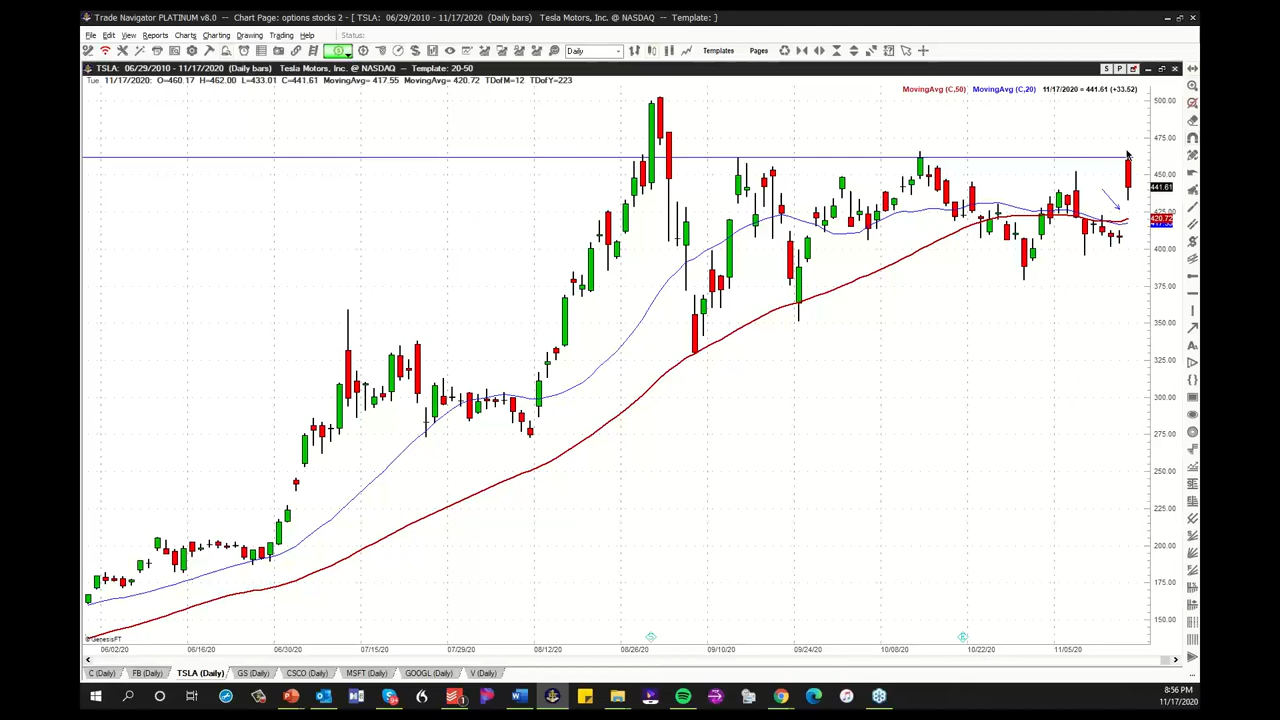 Trade Navigator PLATINUM v8.0 -- Chart Page: options stocks 2 - [ TSLA: 06/29/2010 - 11/17/2020 (Daily bars)  Tesla Motors, Inc. @ NASDAQ  -- Template: ]
File Edit View Reports Charts Charting Drawing Trading Help Status:
Daily Templates Pages
TSLA: 06/29/2010 - 11/17/2020 (Daily bars)  Tesla Motors, Inc. @ NASDAQ -- Template: 20-50 S P
Tue 11/17/2020 O=460.17 H=462.00 L=433.01 C=441.61 MovingAvg= 417.55 MovingAvg= 420.72 TDofM=12 TDofY=223
MovingAvg (C,50) MovingAvg (C,20) 11/17/2020 = 441.61 (+33.52)
500.00
475.00
450.00
441.61
425.00
420.72
400.00
375.00
350.00
325.00
300.00
275.00
250.00
225.00
200.00
175.00
150.00
S E
© GenesisFT
06/02/20 06/16/20 06/30/20 07/15/20 07/29/20 08/12/20 08/26/20 09/10/20 09/24/20 10/08/20 10/22/20 11/05/20
C (Daily) FB (Daily) TSLA (Daily) GS (Daily) CSCO (Daily) MSFT (Daily) GOOGL (Daily) V (Daily)
8:56 PM
11/17/2020